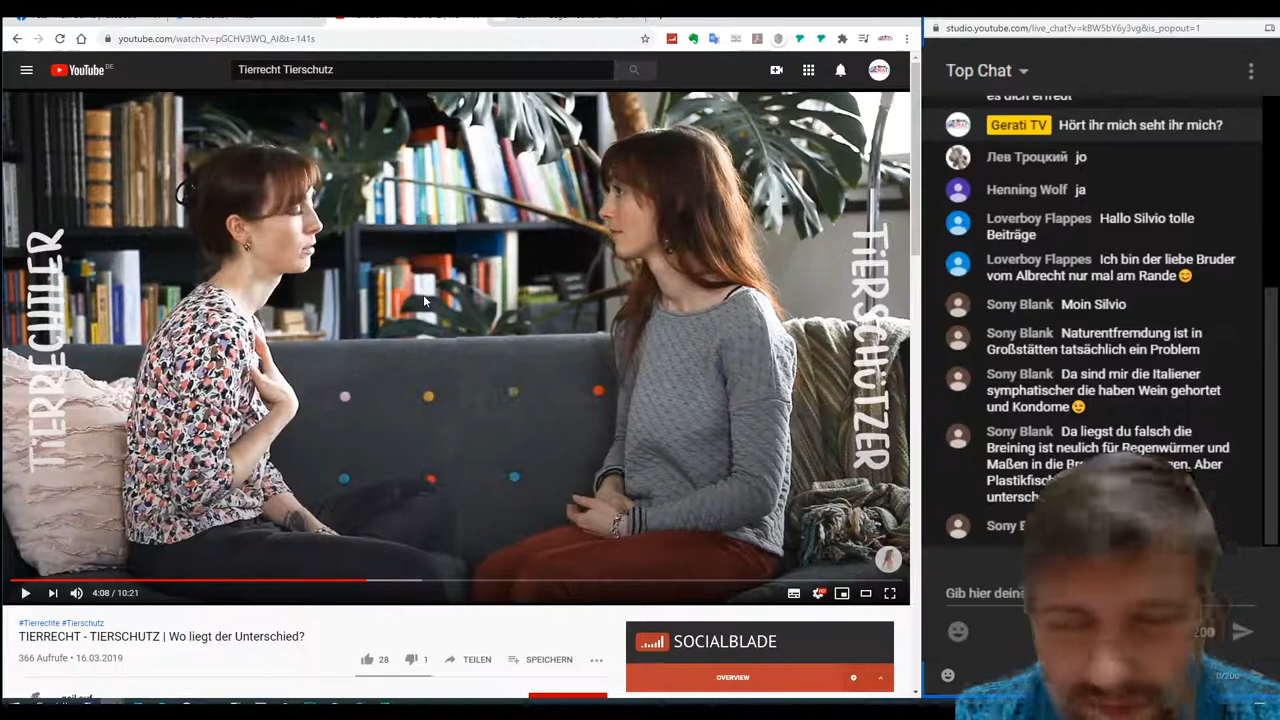 youtube.com/watch?v=pGCHV3WQ_AI&t=141s
YouTube DE
Tierrecht Tierschutz
TiERRECHTLER
TiERSCHÜTZER
4:08 / 10:21
#Tierrechte #Tierschutz
TIERRECHT - TIERSCHUTZ | Wo liegt der Unterschied?
366 Aufrufe • 16.03.2019
28
1
TEILEN
SPEICHERN
SOCIALBLADE
OVERVIEW
studio.youtube.com/live_chat?v=kBW5bY6y3vg&is_popout=1
Top Chat
es dich erfreut
Gerati TV Hört ihr mich seht ihr mich?
Лев Троцкий jo
Henning Wolf ja
Loverboy Flappes Hallo Silvio tolle
Beiträge
Loverboy Flappes Ich bin der liebe Bruder
vom Albrecht nur mal am Rande😊
Sony Blank Moin Silvio
Sony Blank Naturentfremdung ist in
Großstätten tatsächlich ein Problem
Sony Blank Da sind mir die Italiener
symphatischer die haben Wein gehortet
und Kondome😉
Sony Blank Da liegst du falsch die
Breining ist neulich für Regenwürmer und
Maßen in die
Aber
unters
Sony
Gib hier
200
0/200